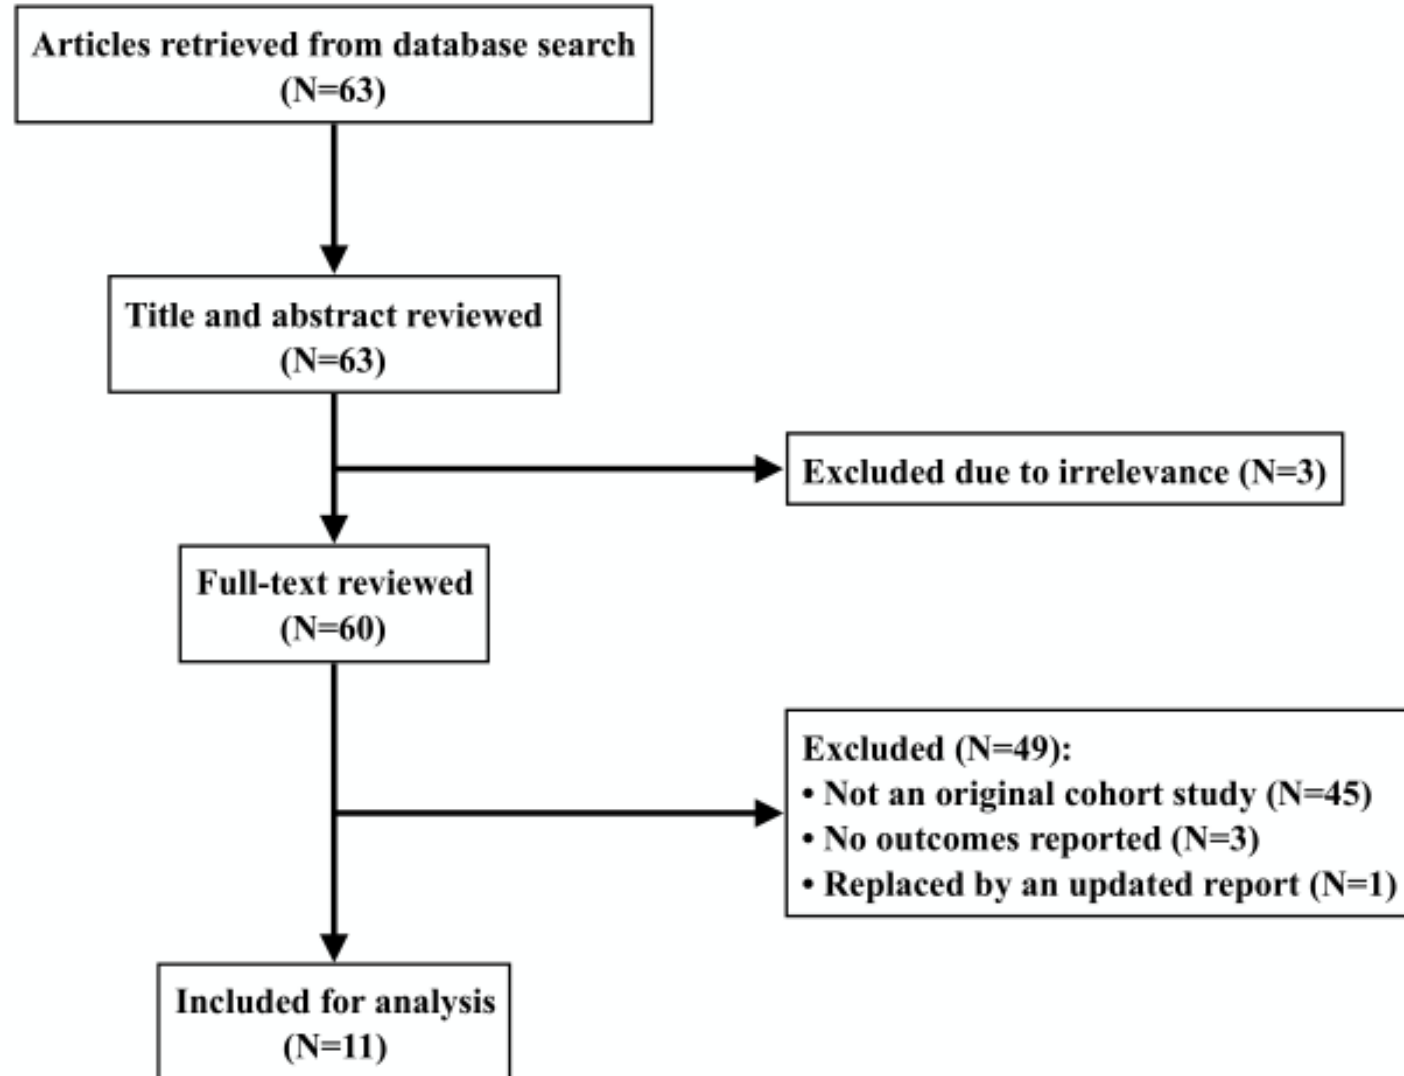 Articles retrieved from database search
(N=63)
Title and abstract reviewed
(N=63)
Excluded due to irrelevance (N=3)
Full-text reviewed
(N=60)
Excluded (N=49):
• Not an original cohort study (N=45)
• No outcomes reported (N=3)
• Replaced by an updated report (N=1)
Included for analysis
(N=11)